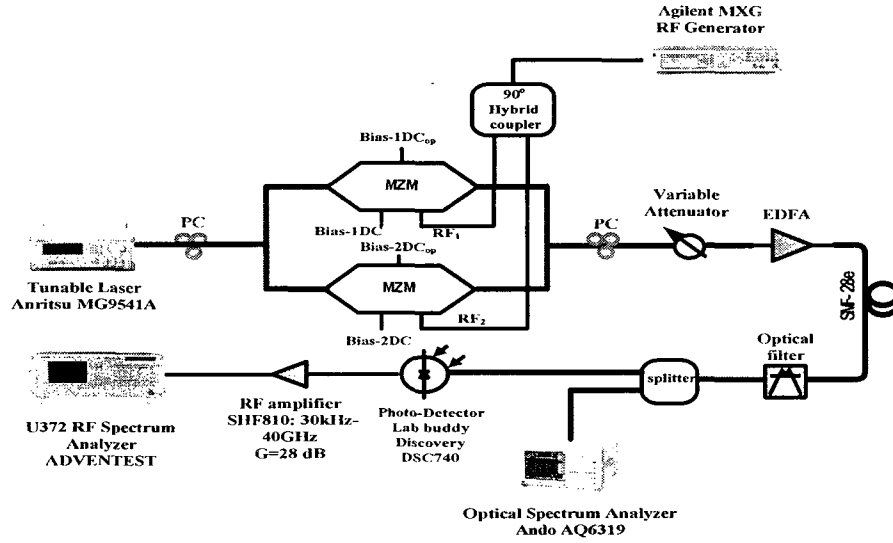 Agilent MXG
RF Generator
90°
Hybrid
coupler
Bias-1DCop
MZM
Bias-1DC
RF1
Bias-2DCop
MZM
RF2
Bias-2DC
PC
Tunable Laser
Anritsu MG9541A
PC
Variable
Attenuator
EDFA
SMF-28e
Optical
filter
splitter
Photo-Detector
Lab buddy
Discovery
DSC740
RF amplifier
SHF810: 30kHz-
40GHz
G=28 dB
U372 RF Spectrum
Analyzer
ADVENTEST
Optical Spectrum Analyzer
Ando AQ6319